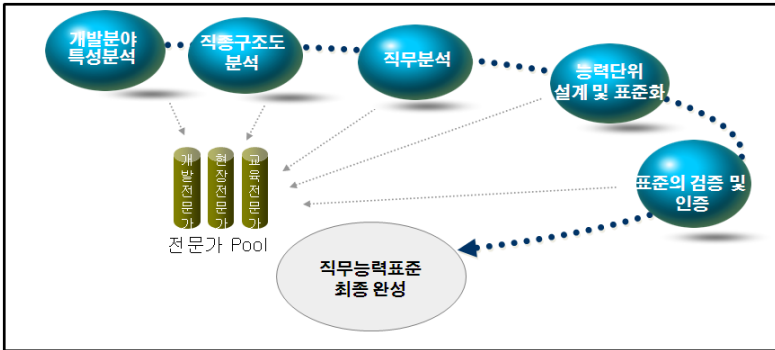 개발분야
특성분석
직종구조도
분석
직무분석
능력단위
설계 및 표준화
표준의 검증 및
인증
개발전문가
현장전문가
교육전문가
전문가 Pool
직무능력표준
최종 완성